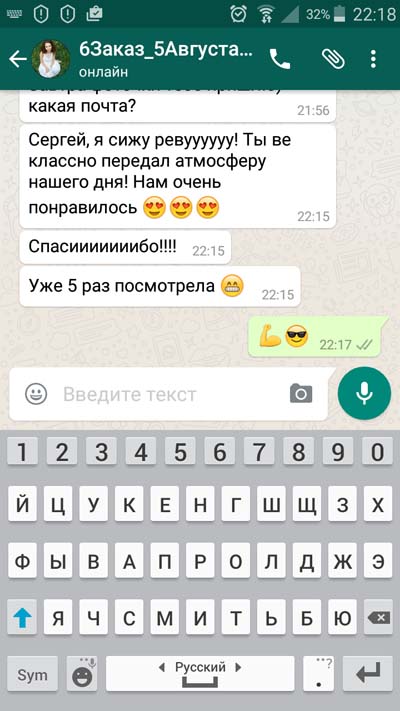 32% 22:18
6Заказ_5Августа...
онлайн
какая почта?
21:56
Сергей, я сижу ревуууууу! Ты ве
классно передал атмосферу
нашего дня! Нам очень
понравилось 😍😍😍
22:15
Спасииииииибо!!!! 22:15
Уже 5 раз посмотрела 😁 22:15
💪😎 22:17
Введите текст
1 2 3 4 5 6 7 8 9 0
Й Ц У К Е Н Г Ш Щ З Х
Ф Ы В А П Р О Л Д Ж Э
Я Ч С М И Т Ь Б Ю
Sym Русский . ...?